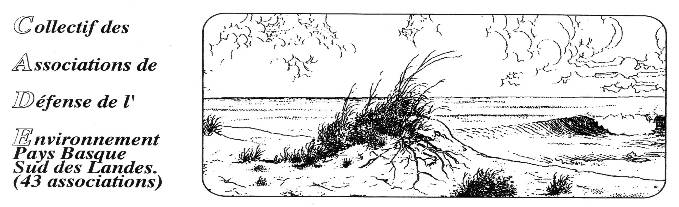 Collectif des
Associations de
Défense de l'
Environnement
Pays Basque
Sud des Landes.
(43 associations)